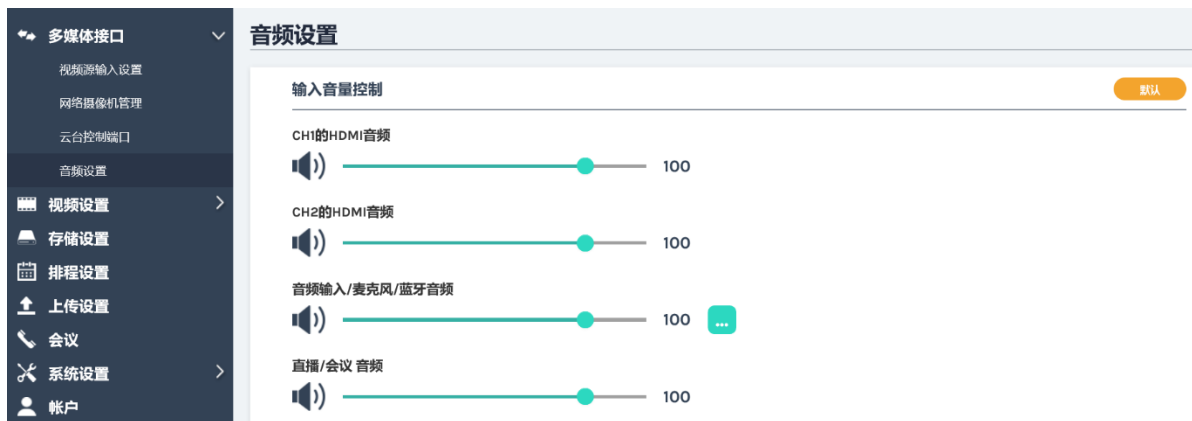 多媒体接口
视频源输入设置
网络摄像机管理
云台控制端口
音频设置
视频设置
存储设置
排程设置
上传设置
会议
系统设置
帐户
音频设置
输入音量控制
默认
CH1的HDMI音频
100
CH2的HDMI音频
100
音频输入/麦克风/蓝牙音频
100
...
直播/会议 音频
100